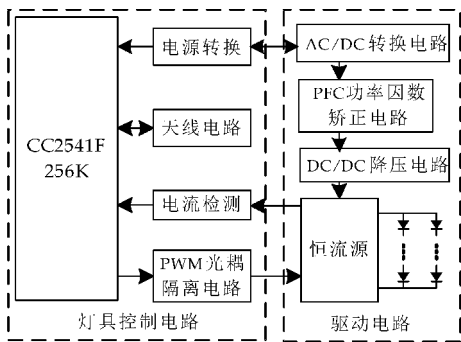 电源转换
AC/DC转换电路
PFC功率因数
矫正电路
天线电路
CC2541F
256K
DC/DC降压电路
电流检测
恒流源
PWM光耦
隔离电路
灯具控制电路
驱动电路